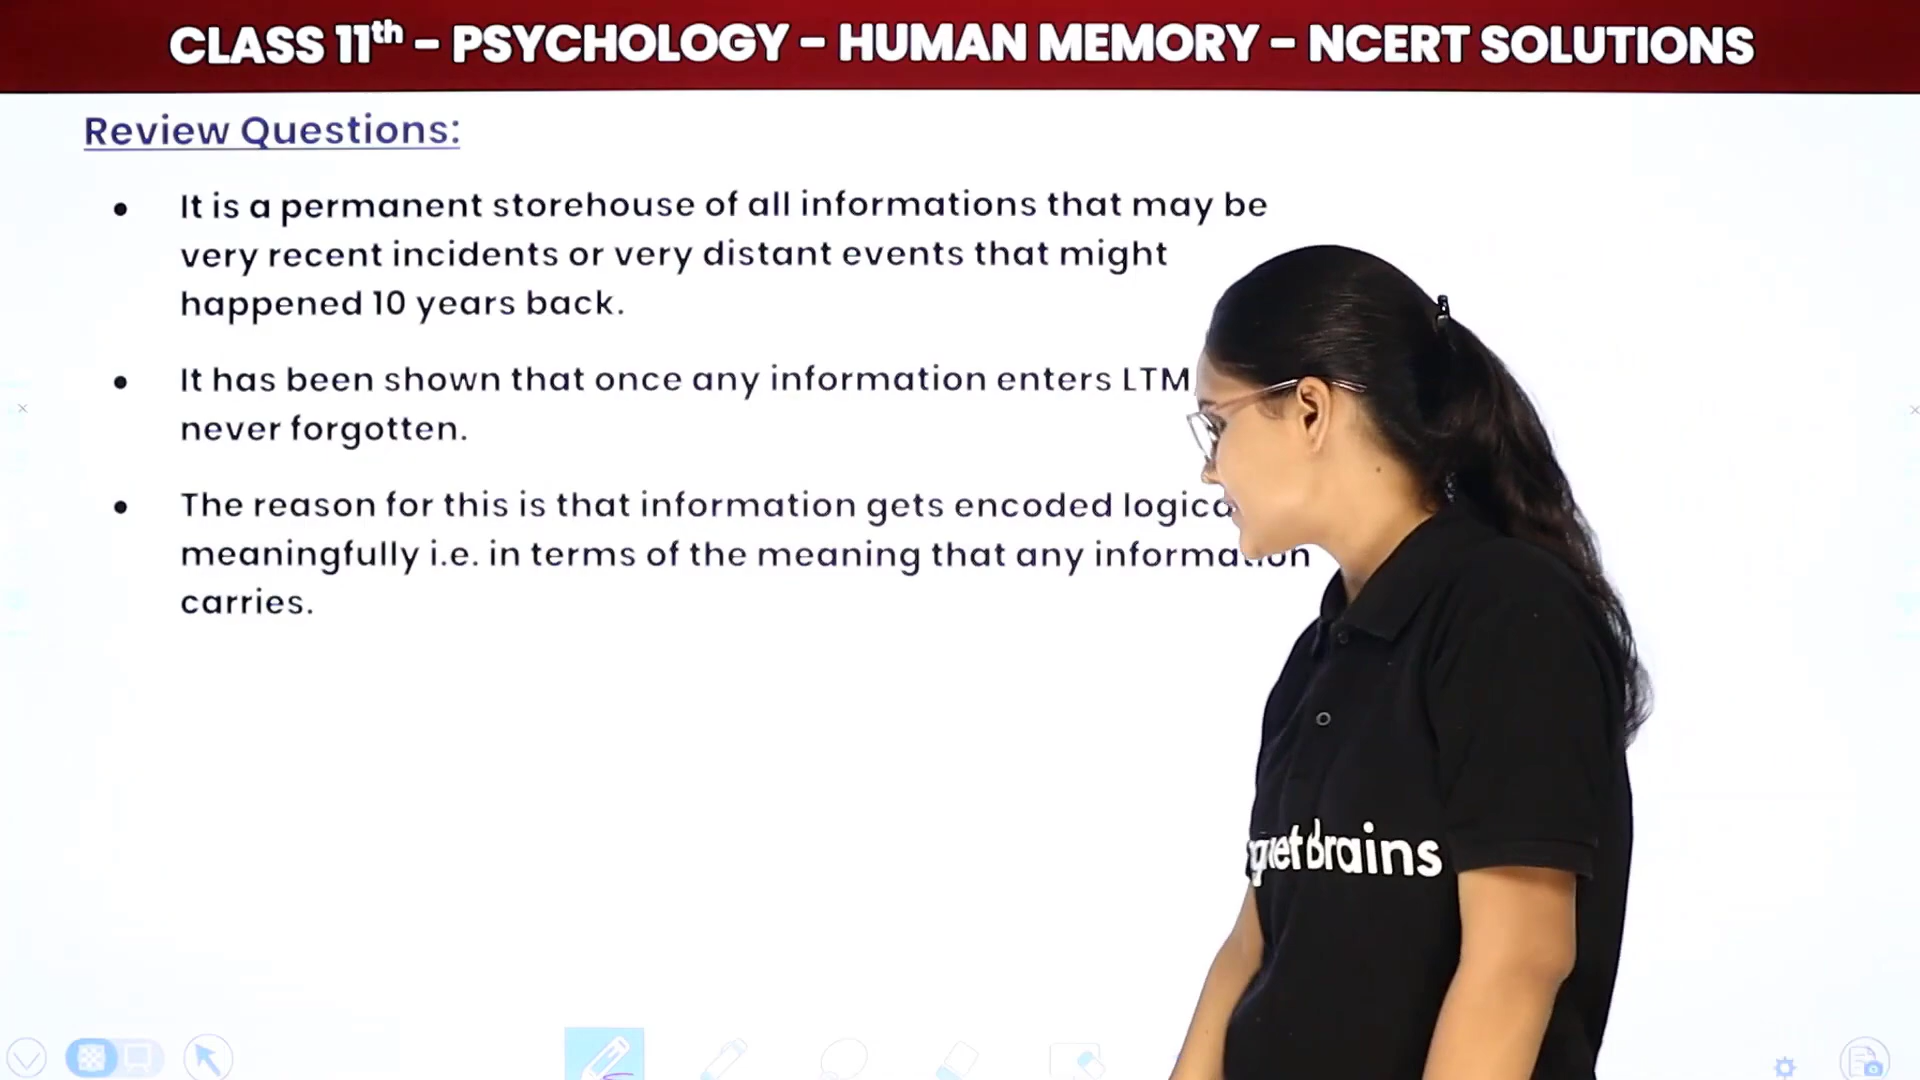 CLASS 11th – PSYCHOLOGY – HUMAN MEMORY – NCERT SOLUTIONS
Review Questions:
• It is a permanent storehouse of all informations that may be
very recent incidents or very distant events that might
happened 10 years back.
• It has been shown that once any information enters LTM
never forgotten.
• The reason for this is that information gets encoded
meaningfully i.e. in terms of the meaning that any information
carries.
Brains